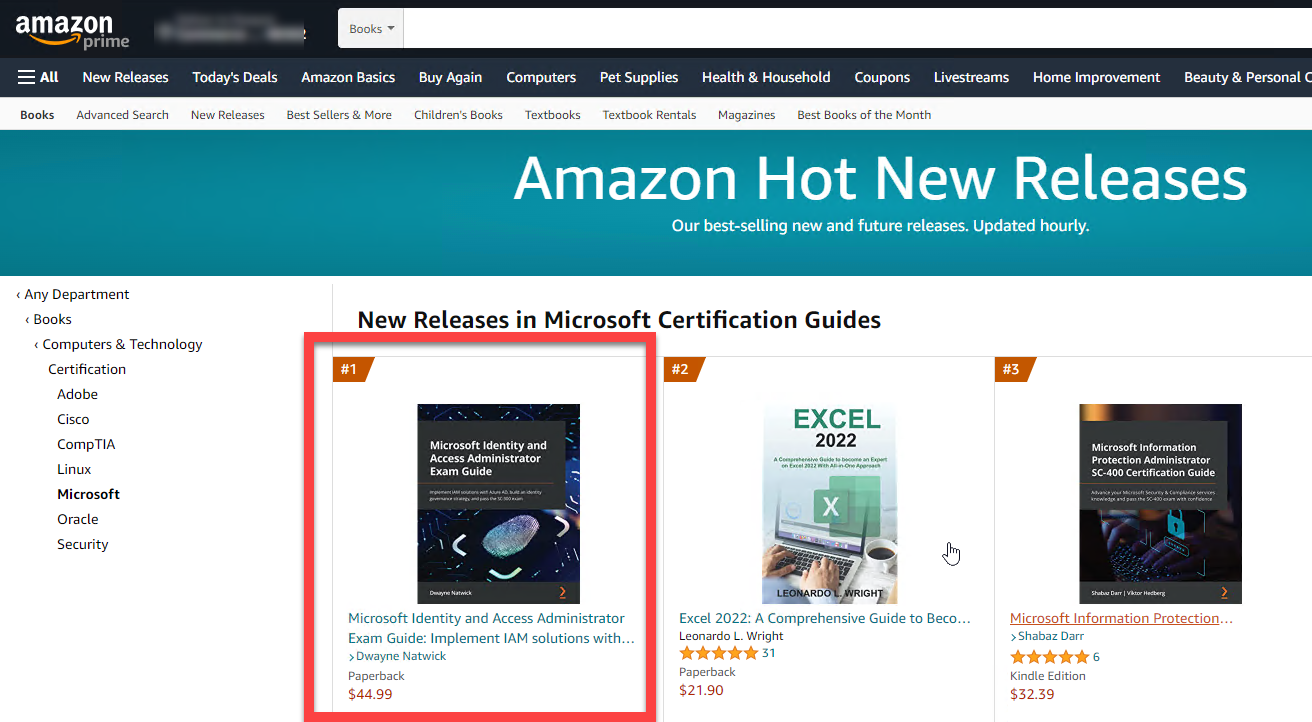 amazon
prime
Books
All New Releases Today's Deals Amazon Basics Buy Again Computers Pet Supplies Health & Household Coupons Livestreams Home Improvement Beauty & Personal C
Books Advanced Search New Releases Best Sellers & More Children's Books Textbooks Textbook Rentals Magazines Best Books of the Month
Amazon Hot New Releases
Our best-selling new and future releases. Updated hourly.
‹ Any Department
‹ Books
‹ Computers & Technology
Certification
Adobe
Cisco
CompTIA
Linux
Microsoft
Oracle
Security
New Releases in Microsoft Certification Guides
#1
Microsoft Identity and
Access Administrator
Exam Guide
Implement IAM solutions with Azure AD, build an identity
governance strategy, and pass the SC-300 exam
Dwayne Natwick
Microsoft Identity and Access Administrator
Exam Guide: Implement IAM solutions with…
› Dwayne Natwick
Paperback
$44.99
#2
EXCEL
2022
A Comprehensive Guide to become an Expert
on Excel 2022 With All-in-One Approach
X
LEONARDO L. WRIGHT
Excel 2022: A Comprehensive Guide to Beco…
Leonardo L. Wright
31
Paperback
$21.90
#3
Microsoft Information
Protection Administrator
SC-400 Certification Guide
Advance your Microsoft Security & Compliance services
knowledge and pass the SC-400 exam with confidence
Shabaz Darr | Viktor Hedberg
Microsoft Information Protection…
› Shabaz Darr
6
Kindle Edition
$32.39